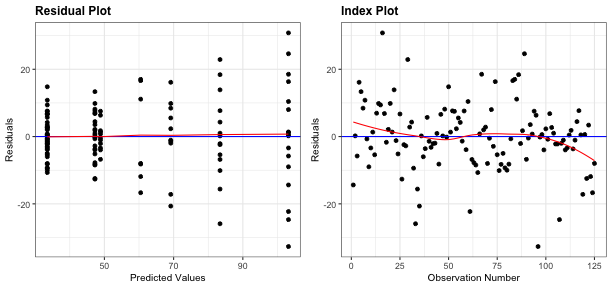 Residual Plot
Residuals
20
0
-20
50
70
90
Predicted Values
Index Plot
Residuals
20
0
-20
0
25
50
75
100
125
Observation Number